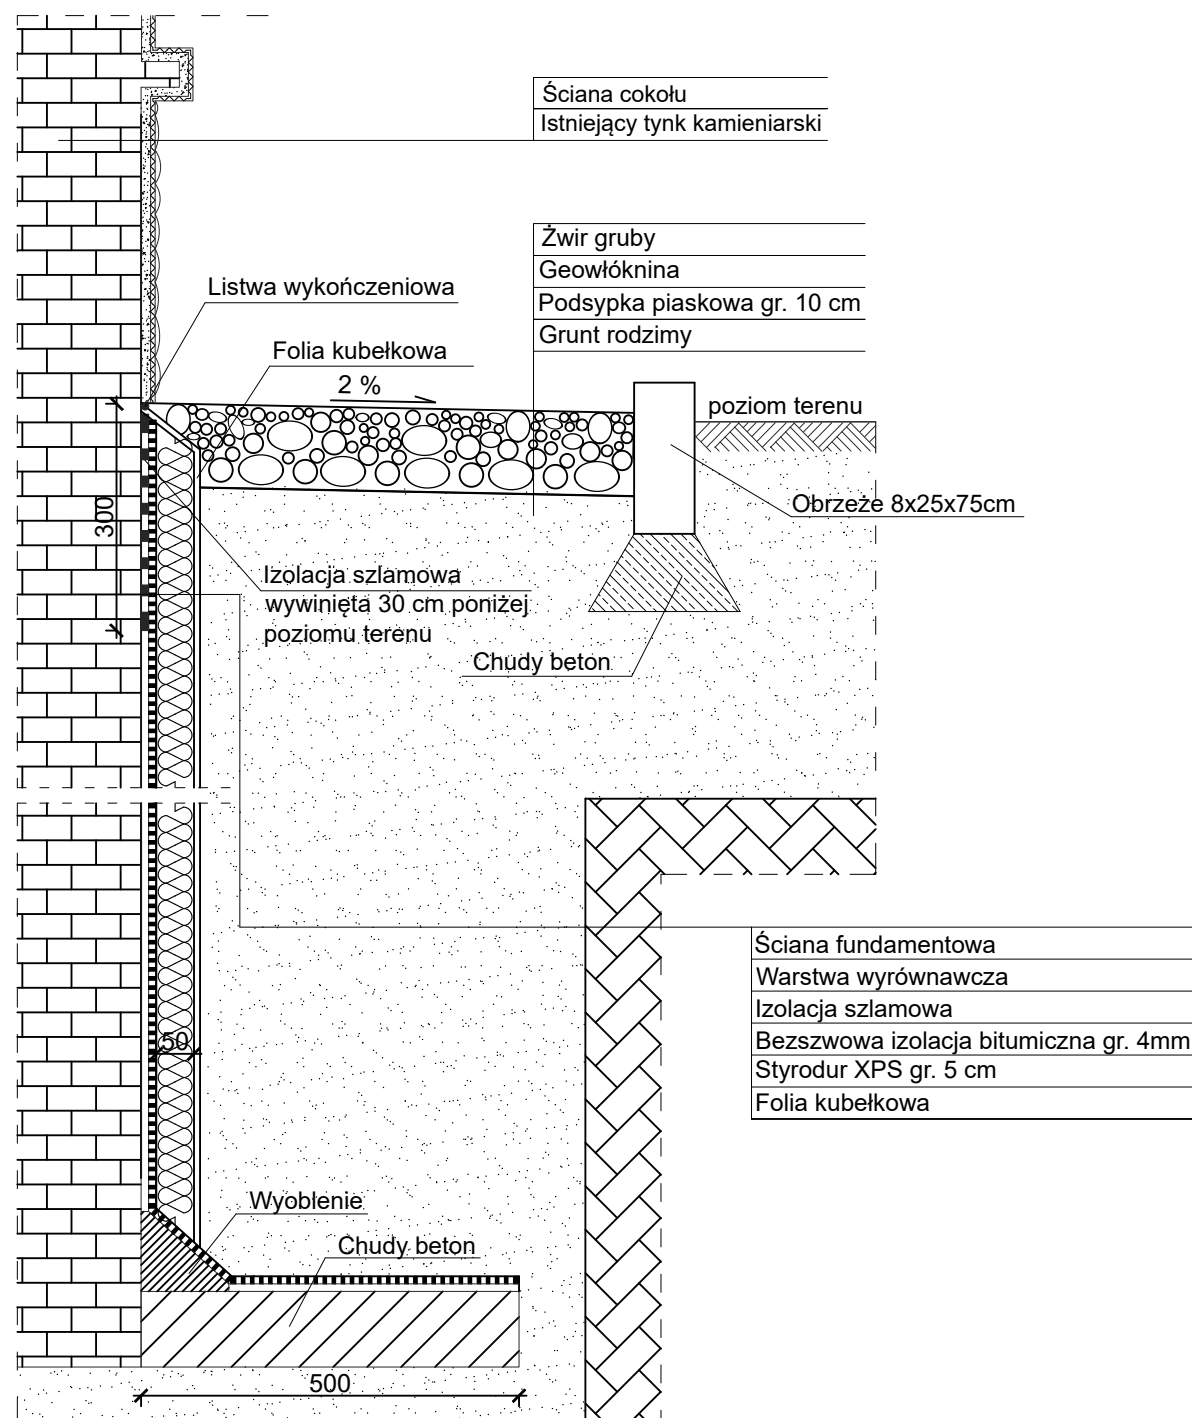 Ściana cokołu
Istniejący tynk kamieniarski
Żwir gruby
Geowłóknina
Podsypka piaskowa gr. 10 cm
Grunt rodzimy
Listwa wykończeniowa
Folia kubełkowa
2 %
poziom terenu
Obrzeże 8x25x75cm
300
Izolacja szlamowa
wywinięta 30 cm poniżej
poziomu terenu
Chudy beton
Ściana fundamentowa
Warstwa wyrównawcza
Izolacja szlamowa
Bezszwowa izolacja bitumiczna gr. 4mm
Styrodur XPS gr. 5 cm
Folia kubełkowa
50
Wyoblenie
Chudy beton
500